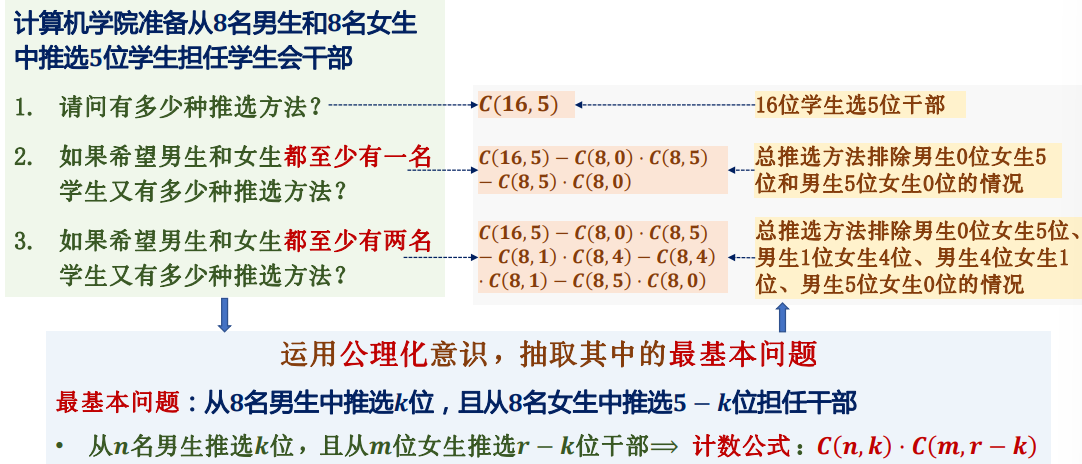 计算机学院准备从8名男生和8名女生
中推选5位学生担任学生会干部
1. 请问有多少种推选方法？
C(16,5)
16位学生选5位干部
2. 如果希望男生和女生都至少有一名
学生又有多少种推选方法？
C(16,5) − C(8,0) · C(8,5)
− C(8,5) · C(8,0)
总推选方法排除男生0位女生5
位和男生5位女生0位的情况
3. 如果希望男生和女生都至少有两名
学生又有多少种推选方法？
C(16,5) − C(8,0) · C(8,5)
− C(8,1) · C(8,4) − C(8,4)
· C(8,1) − C(8,5) · C(8,0)
总推选方法排除男生0位女生5位、
男生1位女生4位、男生4位女生1
位、男生5位女生0位的情况
运用公理化意识，抽取其中的最基本问题
最基本问题：从8名男生中推选k位，且从8名女生中推选5 − k位担任干部
• 从n名男生推选k位，且从m位女生推选r − k位干部⟹ 计数公式：C(n, k) · C(m, r − k)